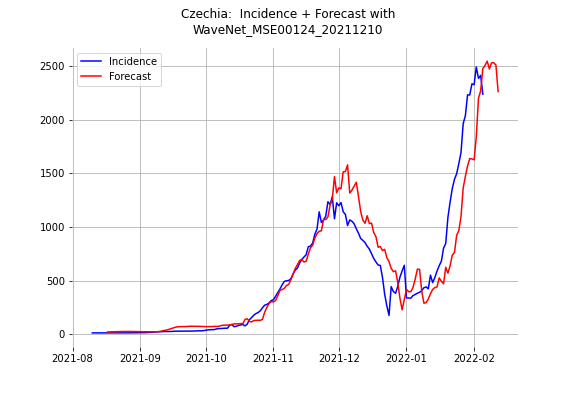 Czechia:  Incidence + Forecast with
WaveNet_MSE00124_20211210
Incidence
Forecast
2500
2000
1500
1000
500
0
2021-08 2021-09 2021-10 2021-11 2021-12 2022-01 2022-02